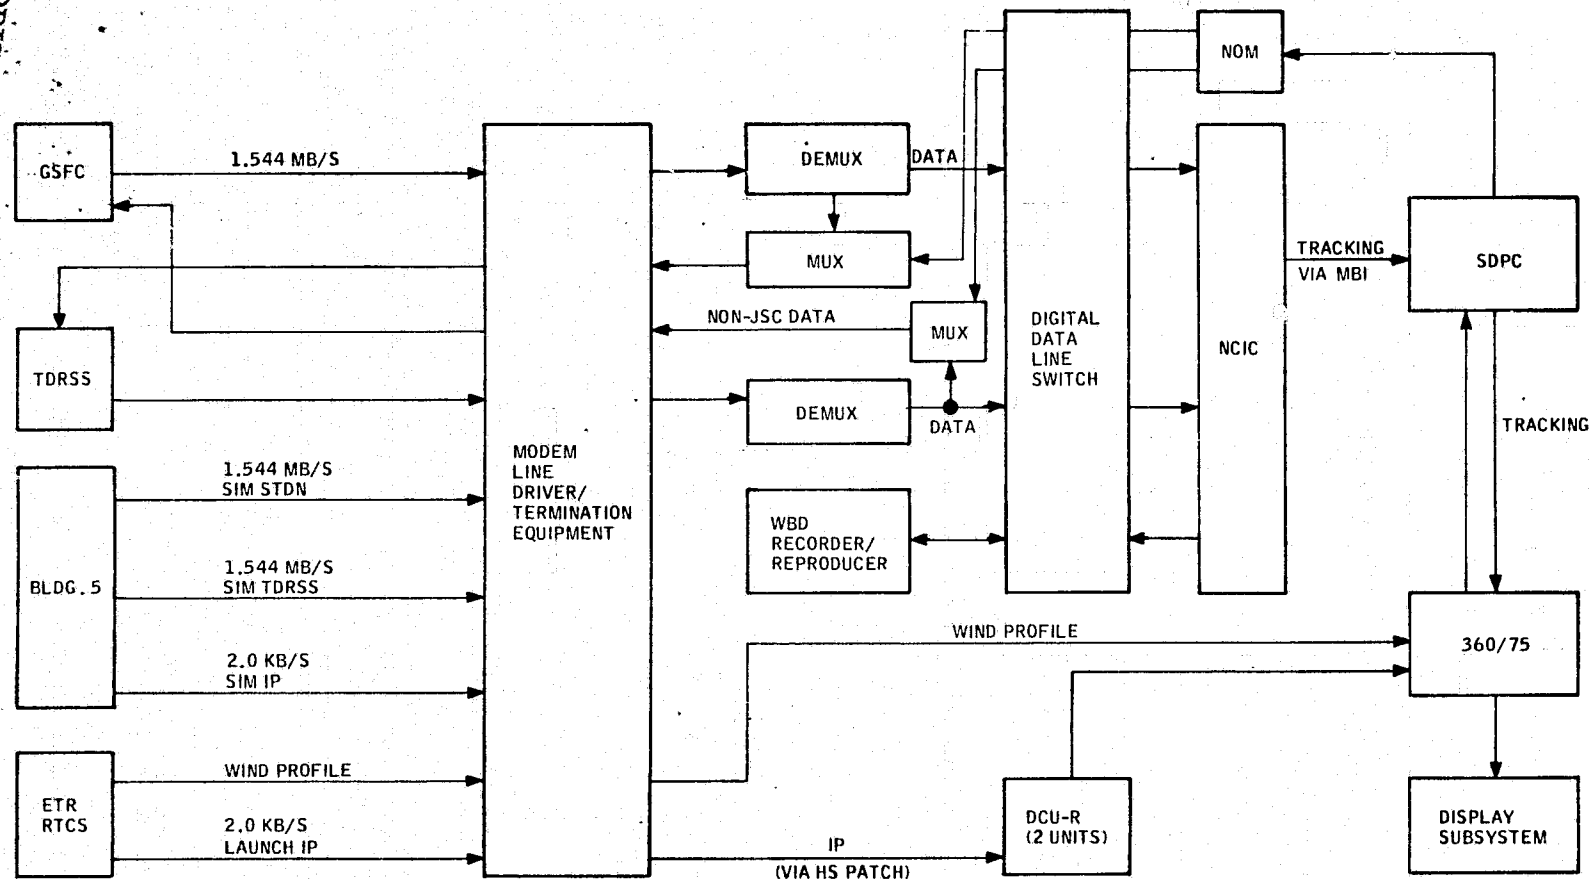 NOM
GSFC
1.544 MB/S
DEMUX
DATA
MUX
TRACKING
VIA MBI
SDPC
NON-JSC DATA
MUX
DIGITAL
DATA
LINE
SWITCH
NCIC
TDRSS
DEMUX
DATA
TRACKING
MODEM
LINE
DRIVER/
TERMINATION
EQUIPMENT
1.544 MB/S
SIM STDN
WBD
RECORDER/
REPRODUCER
BLDG. 5
1.544 MB/S
SIM TDRSS
WIND PROFILE
360/75
2.0 KB/S
SIM IP
WIND PROFILE
ETR
RTCS
2.0 KB/S
LAUNCH IP
IP
(VIA HS PATCH)
DCU-R
(2 UNITS)
DISPLAY
SUBSYSTEM